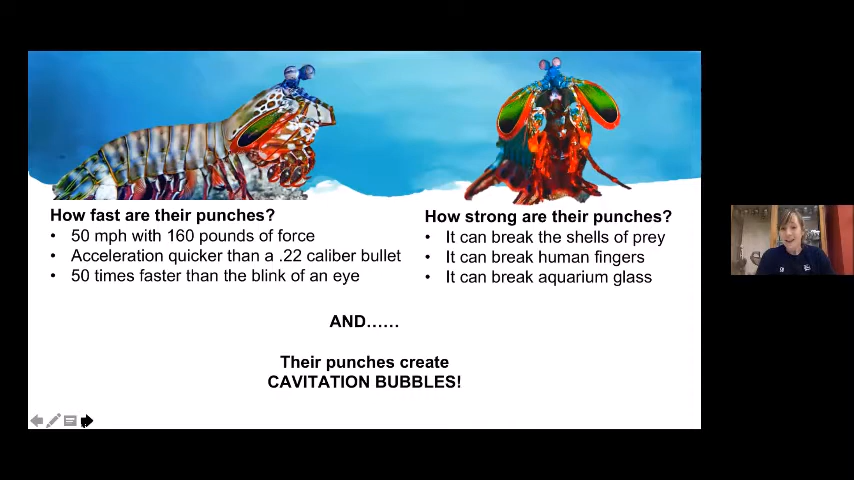 How fast are their punches?
• 50 mph with 160 pounds of force
• Acceleration quicker than a .22 caliber bullet
• 50 times faster than the blink of an eye
How strong are their punches?
• It can break the shells of prey
• It can break human fingers
• It can break aquarium glass
AND......
Their punches create
CAVITATION BUBBLES!